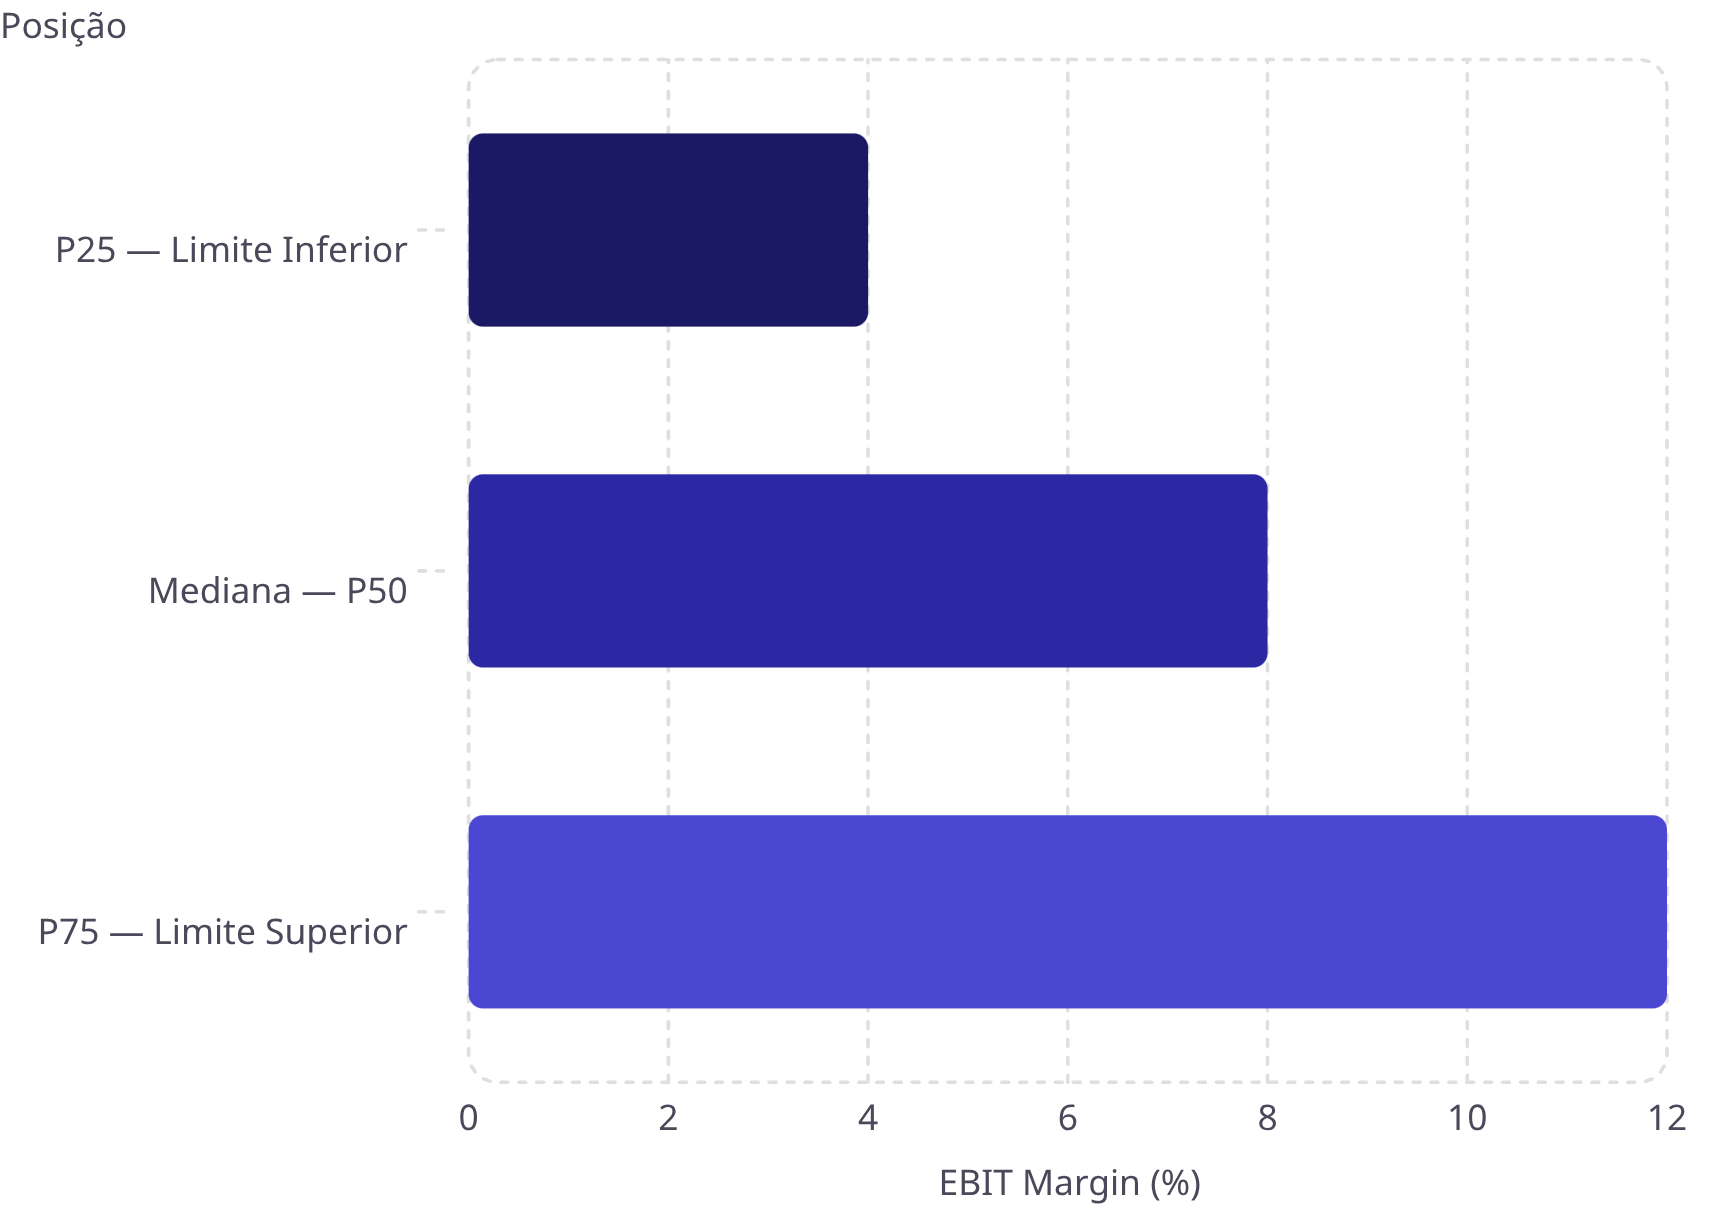 Posição
P25 — Limite Inferior
Mediana — P50
P75 — Limite Superior
0 2 4 6 8 10 12
EBIT Margin (%)